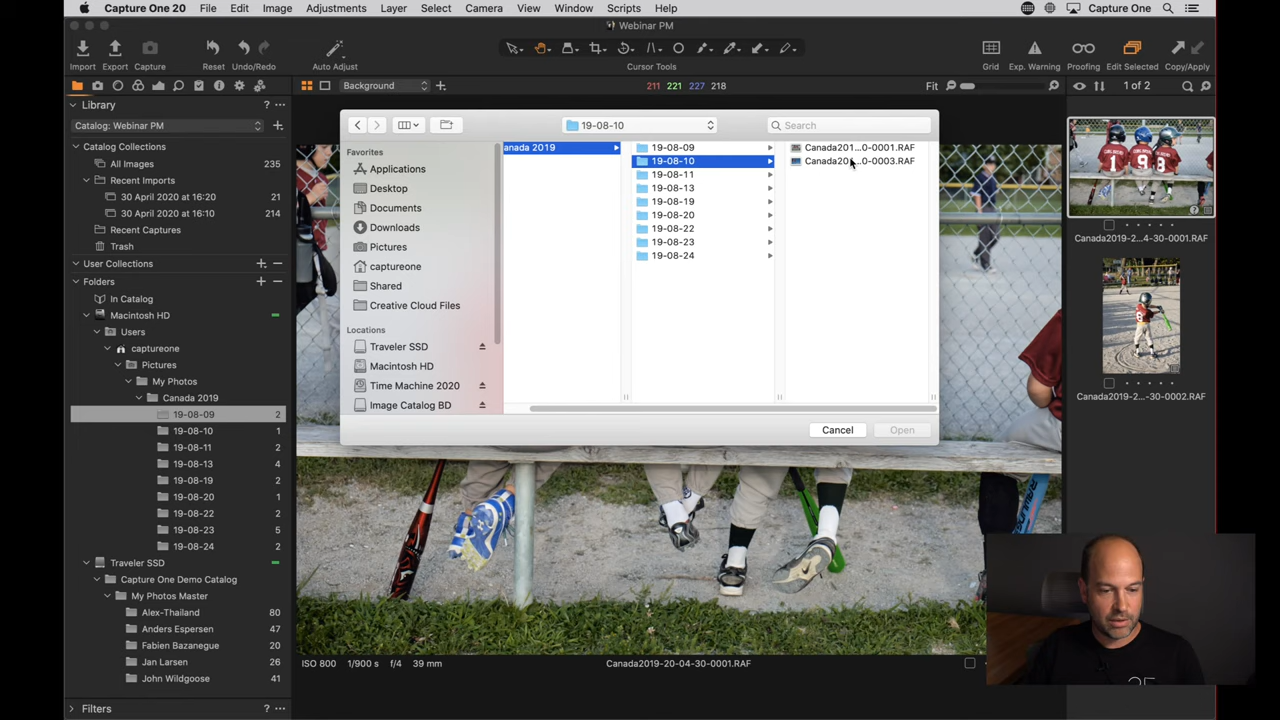 Capture One 20 File Edit Image Adjustments Layer Select Camera View Window Scripts Help Capture One
Webinar PM
Import Export Capture Reset Undo/Redo Auto Adjust Cursor Tools Grid Exp. Warning Proofing Edit Selected Copy/Apply
Background 211 221 227 218 Fit 1 of 2
Library ? ...
Catalog: Webinar PM
Catalog Collections
All Images 235
Recent Imports
30 April 2020 at 16:20 21
30 April 2020 at 16:10 214
Recent Captures
Trash
User Collections
Folders
In Catalog
Macintosh HD
Users
captureone
Pictures
My Photos
Canada 2019
19-08-09 2
19-08-10 1
19-08-11 2
19-08-13 4
19-08-19 2
19-08-20 1
19-08-22 2
19-08-23 5
19-08-24 2
Traveler SSD
Capture One Demo Catalog
My Photos Master
Alex-Thailand 80
Anders Espersen 47
Fabien Bazanegue 20
Jan Larsen 26
John Wildgoose 41
Filters ? ...
19-08-10 Search
Favorites
Applications
Desktop
Documents
Downloads
Pictures
captureone
Shared
Creative Cloud Files
Locations
Traveler SSD
Macintosh HD
Time Machine 2020
Image Catalog BD
anada 2019
19-08-09
19-08-10
19-08-11
19-08-13
19-08-19
19-08-20
19-08-22
19-08-23
19-08-24
Canada201...0-0001.RAF
Canada20...0-0003.RAF
Cancel Open
ISO 800 1/900 s f/4 39 mm Canada2019-20-04-30-0001.RAF
1 9 8
Canada2019-2...4-30-0001.RAF
Canada2019-2...-30-0002.RAF